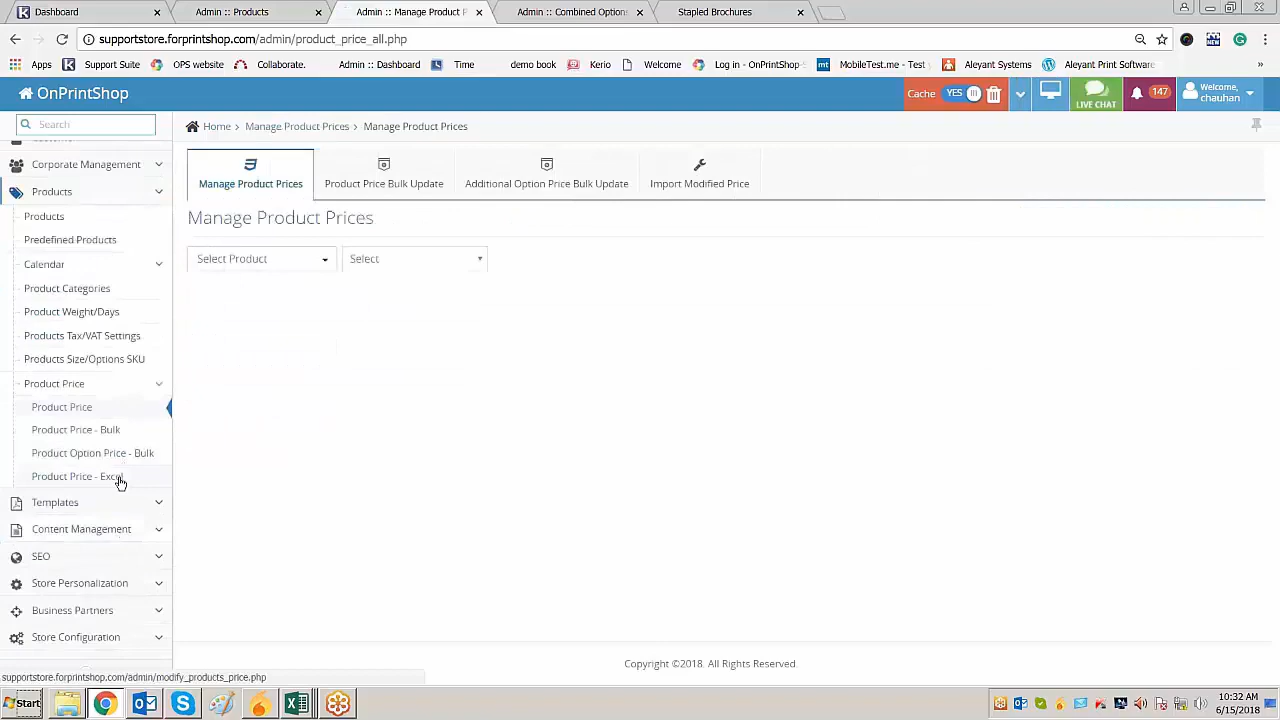 Dashboard
Admin :: Products
Admin :: Manage Product F
Admin :: Combined Options
Stapled Brochures
supportstore.forprintshop.com/admin/product_price_all.php
Apps
Support Suite
OPS website
Collaborate.
Admin :: Dashboard
Time
demo book
Kerio
Welcome
Log in - OnPrintShop
MobileTest.me - Test
Aleyant Systems
Aleyant Print Software
»
OnPrintShop
Cache YES
LIVE CHAT
147
Welcome,
chauhan
Search
Home > Manage Product Prices > Manage Product Prices
Corporate Management
Products
Products
Predefined Products
Calendar
Product Categories
Product Weight/Days
Products Tax/VAT Settings
Products Size/Options SKU
Product Price
Product Price
Product Price - Bulk
Product Option Price - Bulk
Product Price - Excel
Templates
Content Management
SEO
Store Personalization
Business Partners
Store Configuration
Manage Product Prices
Product Price Bulk Update
Additional Option Price Bulk Update
Import Modified Price
Manage Product Prices
Select Product
Select
Copyright ©2018. All Rights Reserved.
supportstore.forprintshop.com/admin/modify_products_price.php
Start
10:32 AM
6/15/2018